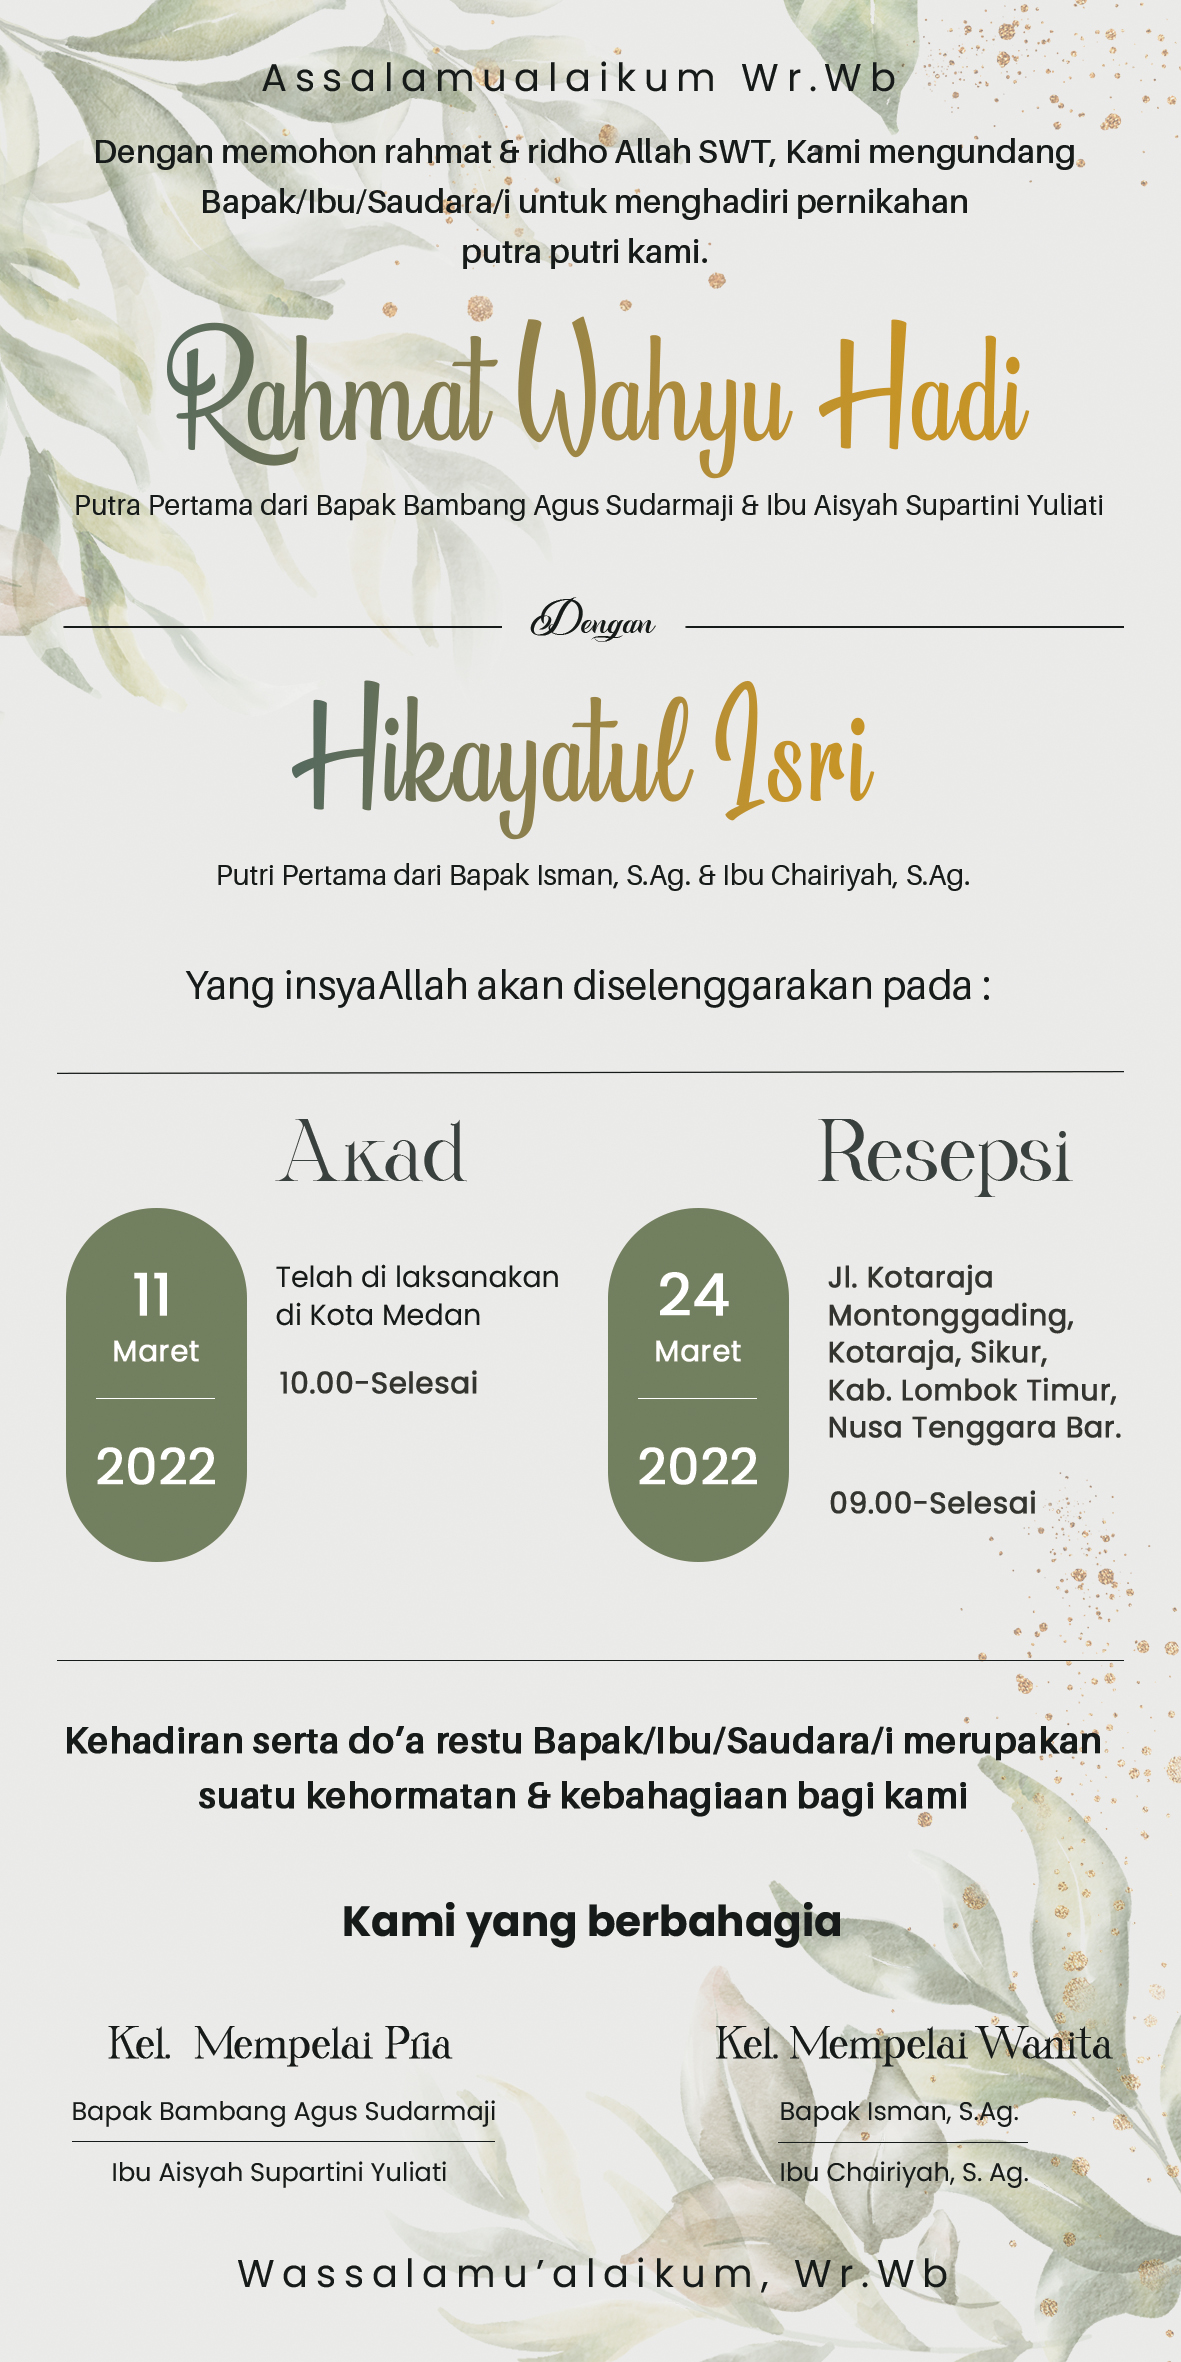 Assalamualaikum Wr.Wb
Dengan memohon rahmat & ridho Allah SWT, Kami mengundang
Bapak/Ibu/Saudara/i untuk menghadiri pernikahan
putra putri kami.
Rahmat Wahyu Hadi
Putra Pertama dari Bapak Bambang Agus Sudarmaji & Ibu Aisyah Supartini Yuliati
Dengan
Hikayatul Isri
Putri Pertama dari Bapak Isman, S.Ag. & Ibu Chairiyah, S.Ag.
Yang insyaAllah akan diselenggarakan pada :
Akad
11
Maret
2022
Telah di laksanakan
di Kota Medan
10.00-Selesai
Resepsi
24
Maret
2022
Jl. Kotaraja
Montonggading,
Kotaraja, Sikur,
Kab. Lombok Timur,
Nusa Tenggara Bar.
09.00-Selesai
Kehadiran serta do’a restu Bapak/Ibu/Saudara/i merupakan
suatu kehormatan & kebahagiaan bagi kami
Kami yang berbahagia
Kel. Mempelai Pria
Bapak Bambang Agus Sudarmaji
Ibu Aisyah Supartini Yuliati
Kel. Mempelai Wanita
Bapak Isman, S.Ag.
Ibu Chairiyah, S. Ag.
Wassalamu’alaikum, Wr.Wb